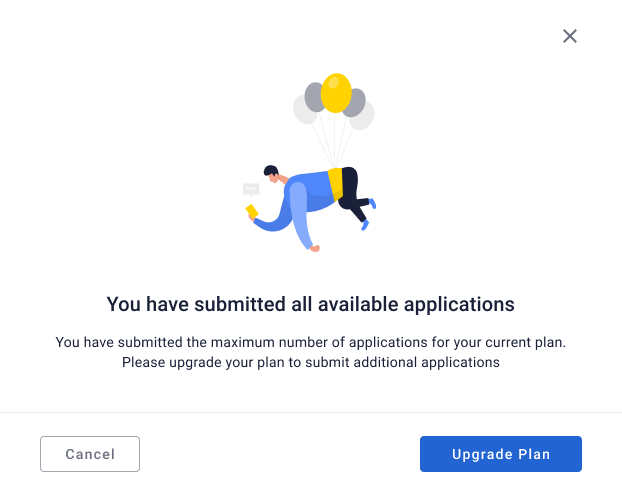 You have submitted all available applications
You have submitted the maximum number of applications for your current plan.
Please upgrade your plan to submit additional applications
Cancel
Upgrade Plan